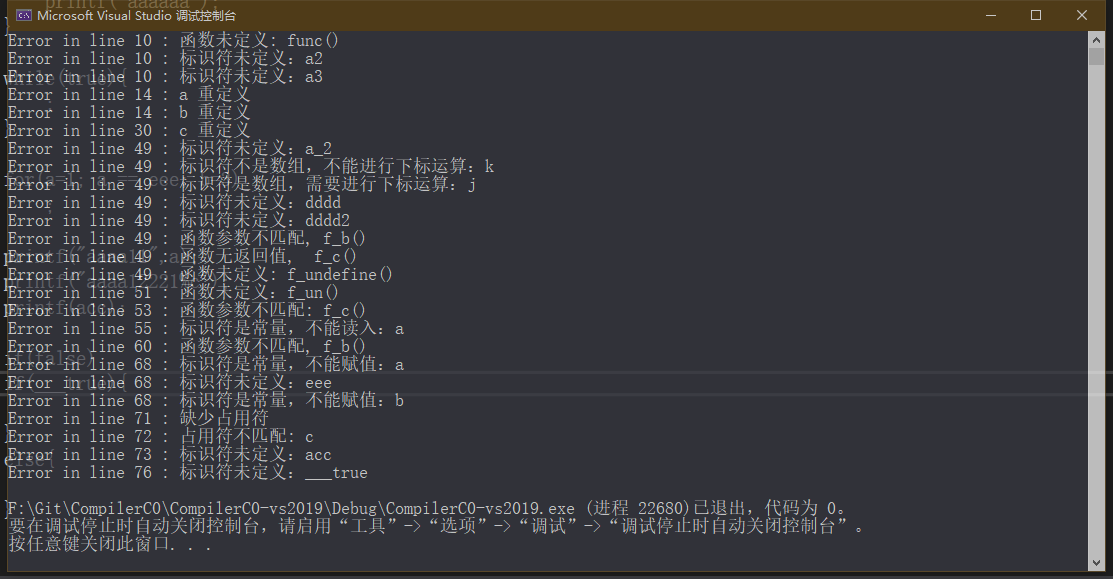 Microsoft Visual Studio 调试控制台
Error in line 10 : 函数未定义: func()
Error in line 10 : 标识符未定义: a2
Error in line 10 : 标识符未定义: a3
Error in line 14 : a 重定义
Error in line 14 : b 重定义
Error in line 30 : c 重定义
Error in line 49 : 标识符未定义: a_2
Error in line 49 : 标识符不是数组, 不能进行下标运算: k
Error in line 49 : 标识符是数组, 需要进行下标运算: j
Error in line 49 : 标识符未定义: dddd
Error in line 49 : 标识符未定义: dddd2
Error in line 49 : 函数参数不匹配, f_b()
Error in line 49 : 函数无返回值,  f_c()
Error in line 49 : 函数未定义: f_undefine()
Error in line 51 : 函数未定义: f_un()
Error in line 53 : 函数参数不匹配: f_c()
Error in line 55 : 标识符是常量, 不能读入: a
Error in line 60 : 函数参数不匹配, f_b()
Error in line 68 : 标识符是常量, 不能赋值: a
Error in line 68 : 标识符未定义: eee
Error in line 68 : 标识符是常量, 不能赋值: b
Error in line 71 : 缺少占用符
Error in line 72 : 占用符不匹配: c
Error in line 73 : 标识符未定义: acc
Error in line 76 : 标识符未定义: ___true
F:\Git\CompilerC0\CompilerC0-vs2019\Debug\CompilerC0-vs2019.exe (进程 22680)已退出，代码为 0。
要在调试停止时自动关闭控制台，请启用“工具”->“选项”->“调试”->“调试停止时自动关闭控制台”。
按任意键关闭此窗口. . .